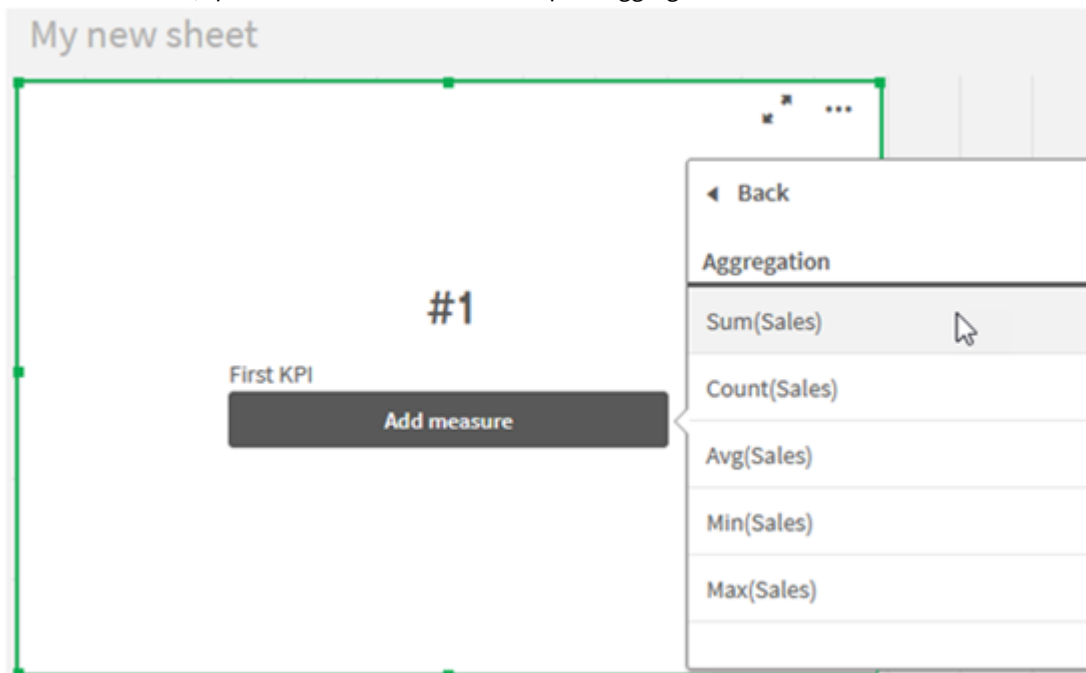 My new sheet
Back
Aggregation
#1
Sum(Sales)
First KPI
Count(Sales)
Add measure
Avg(Sales)
Min(Sales)
Max(Sales)